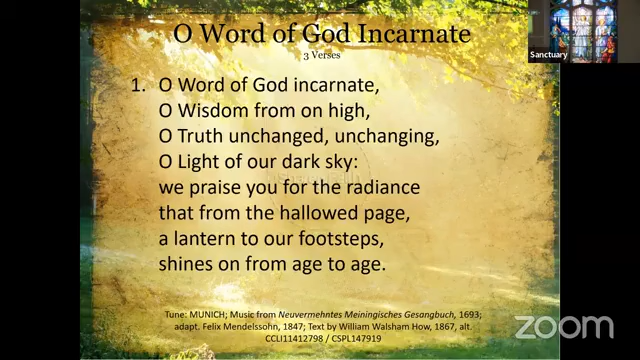 O Word of God Incarnate
3 Verses
Sanctuary
1. O Word of God incarnate,
O Wisdom from on high,
O Truth unchanged, unchanging,
O Light of our dark sky:
we praise you for the radiance
that from the hallowed page,
a lantern to our footsteps,
shines on from age to age.
Tune: MUNICH; Music from Neuvermehntes Meiningisches Gesangbuch, 1693;
adapt. Felix Mendelssohn, 1847; Text by William Walsham How, 1867, alt.
CCLI11412798 / CSPL147919
zoom